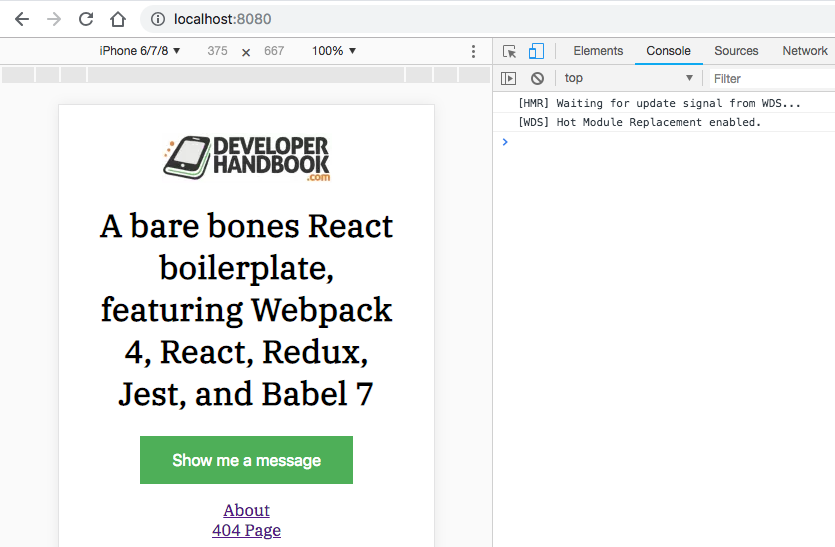 localhost:8080
iPhone 6/7/8 ▼ 375 × 667 100% ▼
Elements Console Sources Network
top ▼ Filter
[HMR] Waiting for update signal from WDS...
[WDS] Hot Module Replacement enabled.
DEVELOPER
HANDBOOK
.com
A bare bones React
boilerplate,
featuring Webpack
4, React, Redux,
Jest, and Babel 7
Show me a message
About
404 Page